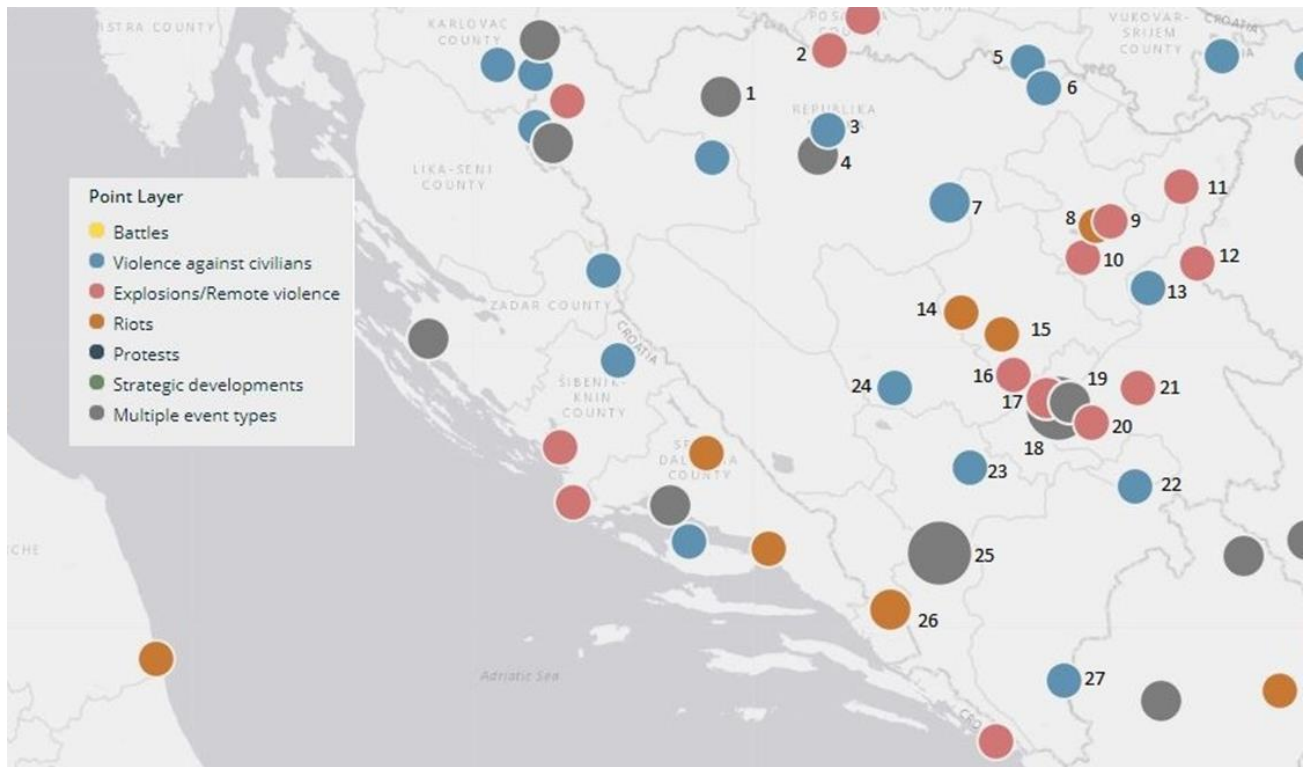 ISTRA COUNTY
KARLOVAC
COUNTY
COUNTY
VUKOVAR-
SRIJEM
COUNTY
CROATIA
2
5
6
1
REPUBLIKA
3
4
LIKA-SENJ
COUNTY
Point Layer
Battles
Violence against civilians
Explosions/Remote violence
Riots
Protests
Strategic developments
Multiple event types
7
8
9
10
11
12
13
ZADAR COUNTY
CROATIA
14
15
ŠIBENIK-
KNIN
COUNTY
16
24
17
19
21
20
18
COUNTY
23
22
CHE
25
26
Adriatic Sea
27